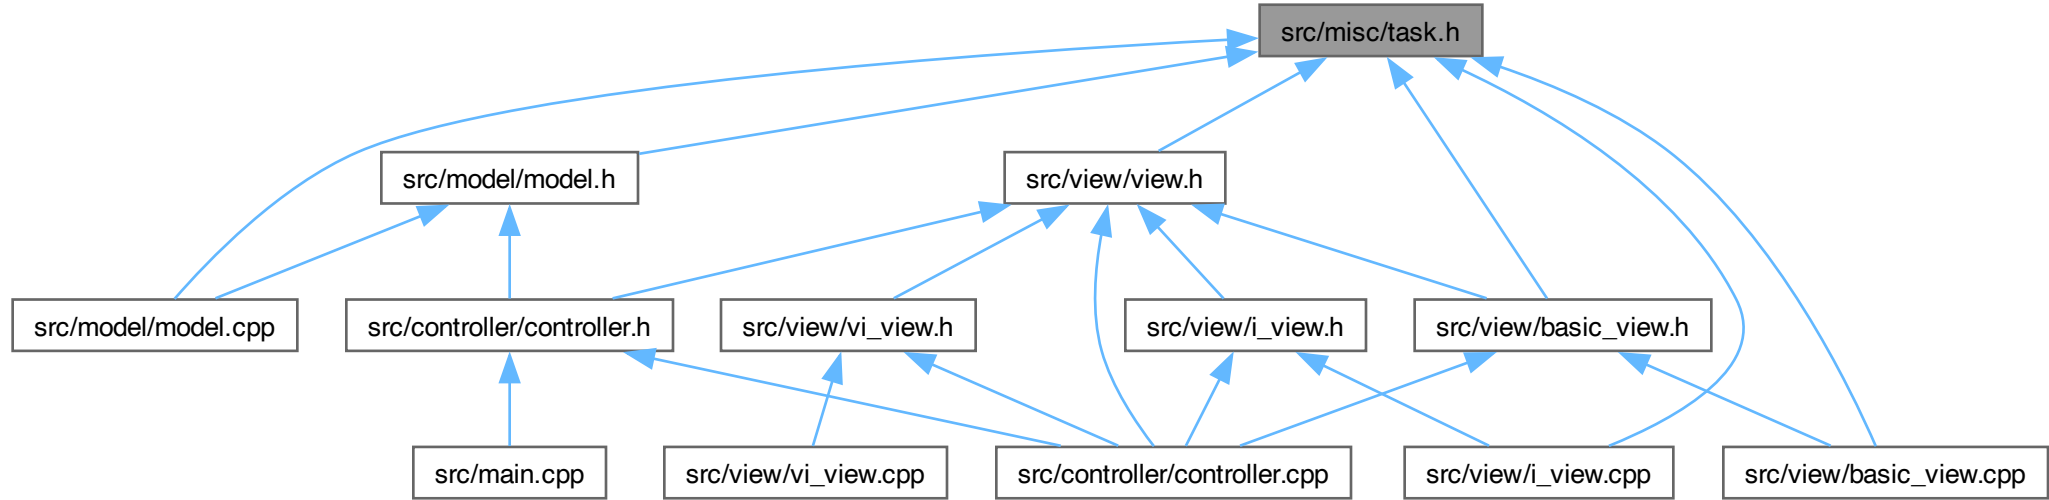 src/misc/task.h
src/model/model.h
src/view/view.h
src/model/model.cpp
src/controller/controller.h
src/view/vi_view.h
src/view/i_view.h
src/view/basic_view.h
src/main.cpp
src/view/vi_view.cpp
src/controller/controller.cpp
src/view/i_view.cpp
src/view/basic_view.cpp